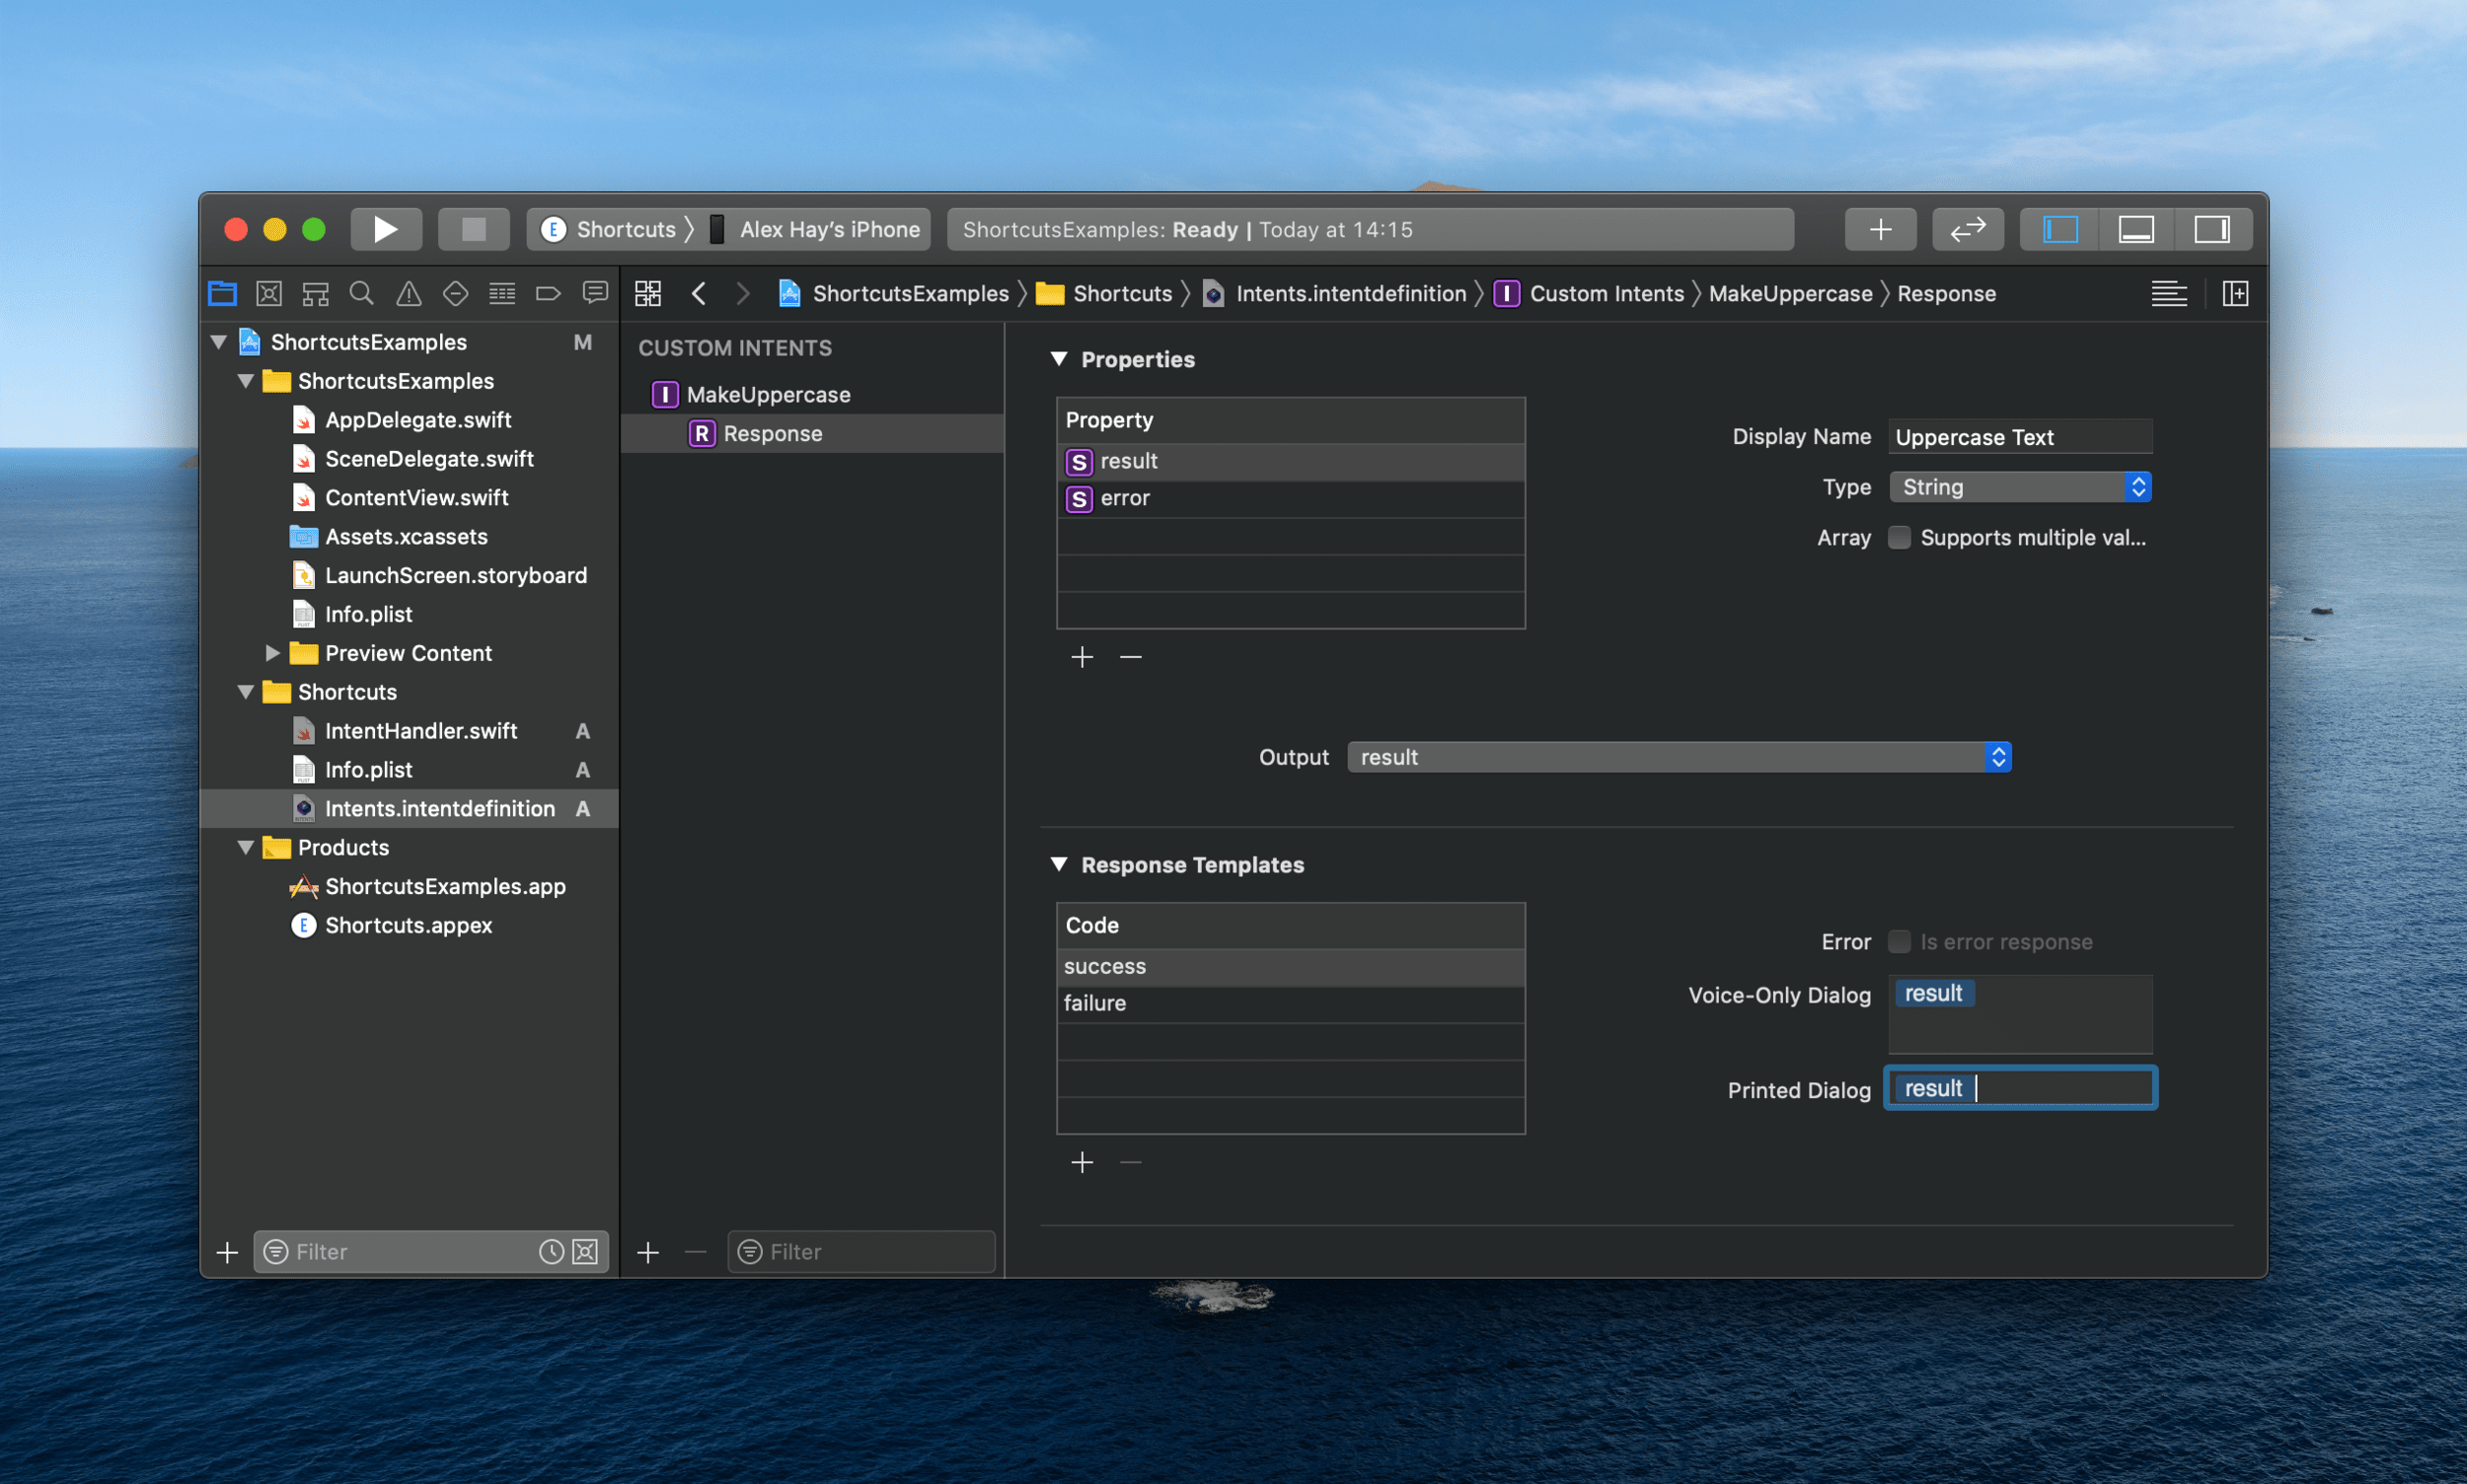 E Shortcuts Alex Hay’s iPhone ShortcutsExamples: Ready | Today at 14:15
ShortcutsExamples Shortcuts Intents.intentdefinition I Custom Intents MakeUppercase Response
ShortcutsExamples M
ShortcutsExamples
AppDelegate.swift
SceneDelegate.swift
ContentView.swift
Assets.xcassets
LaunchScreen.storyboard
Info.plist
Preview Content
Shortcuts
IntentHandler.swift A
Info.plist A
Intents.intentdefinition A
Products
ShortcutsExamples.app
E Shortcuts.appex
Filter
CUSTOM INTENTS
I MakeUppercase
R Response
Filter
Properties
Property
S result
S error
Display Name Uppercase Text
Type String
Array Supports multiple val...
Output result
Response Templates
Code
success
failure
Error Is error response
Voice-Only Dialog result
Printed Dialog result